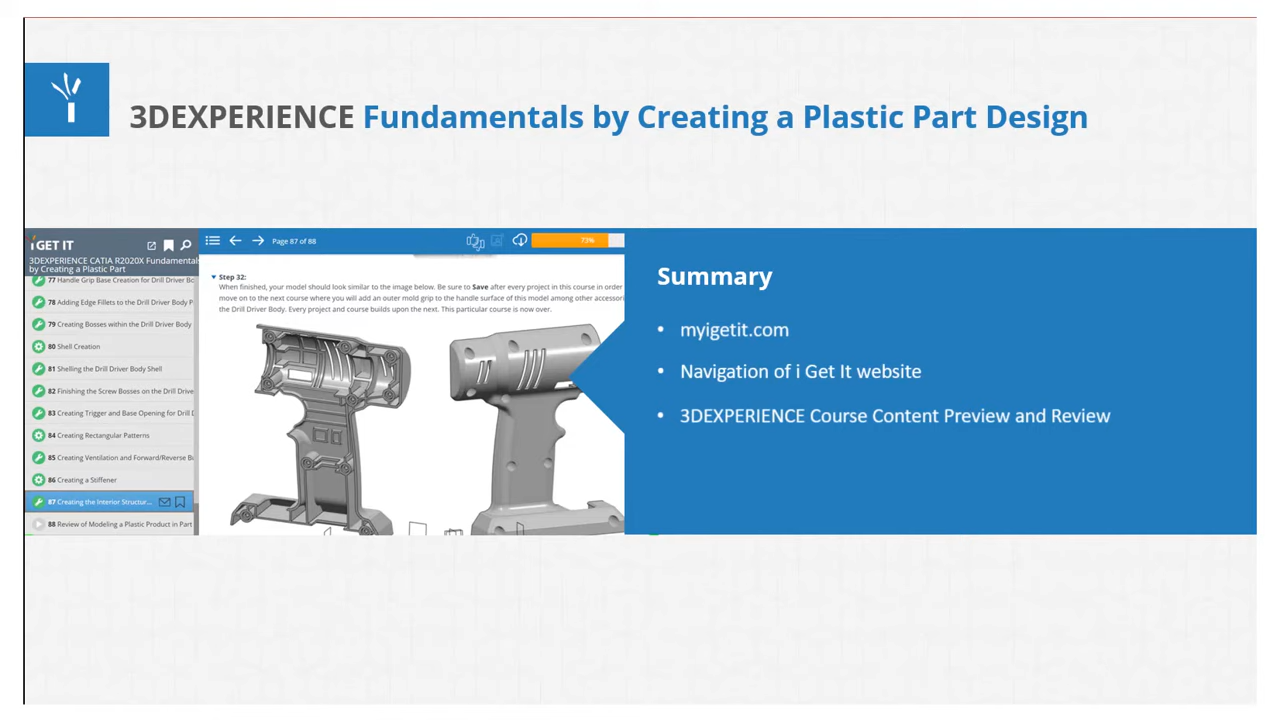 3DEXPERIENCE Fundamentals by Creating a Plastic Part Design
i GET IT
3DEXPERIENCE CATIA R2020X Fundamentals
by Creating a Plastic Part
77 Handle Grip Base Creation for Drill Driver Bo
78 Adding Edge Fillets to the Drill Driver Body P
79 Creating Bosses within the Drill Driver Body
80 Shell Creation
81 Shelling the Drill Driver Body Shell
82 Finishing the Screw Bosses on the Drill Drive
83 Creating Trigger and Base Opening for Drill D
84 Creating Rectangular Patterns
85 Creating Ventilation and Forward/Reverse Bu
86 Creating a Stiffener
87 Creating the Interior Structur...
88 Review of Modeling a Plastic Product in Part
Page 87 of 88
73%
Step 32:
When finished, your model should look similar to the image below. Be sure to Save after every project in this course in order
move on to the next course where you will add an outer mold grip to the handle surface of this model among other accessori
the Drill Driver Body. Every project and course builds upon the next. This particular course is now over.
Summary
• myigetit.com
• Navigation of i Get It website
• 3DEXPERIENCE Course Content Preview and Review